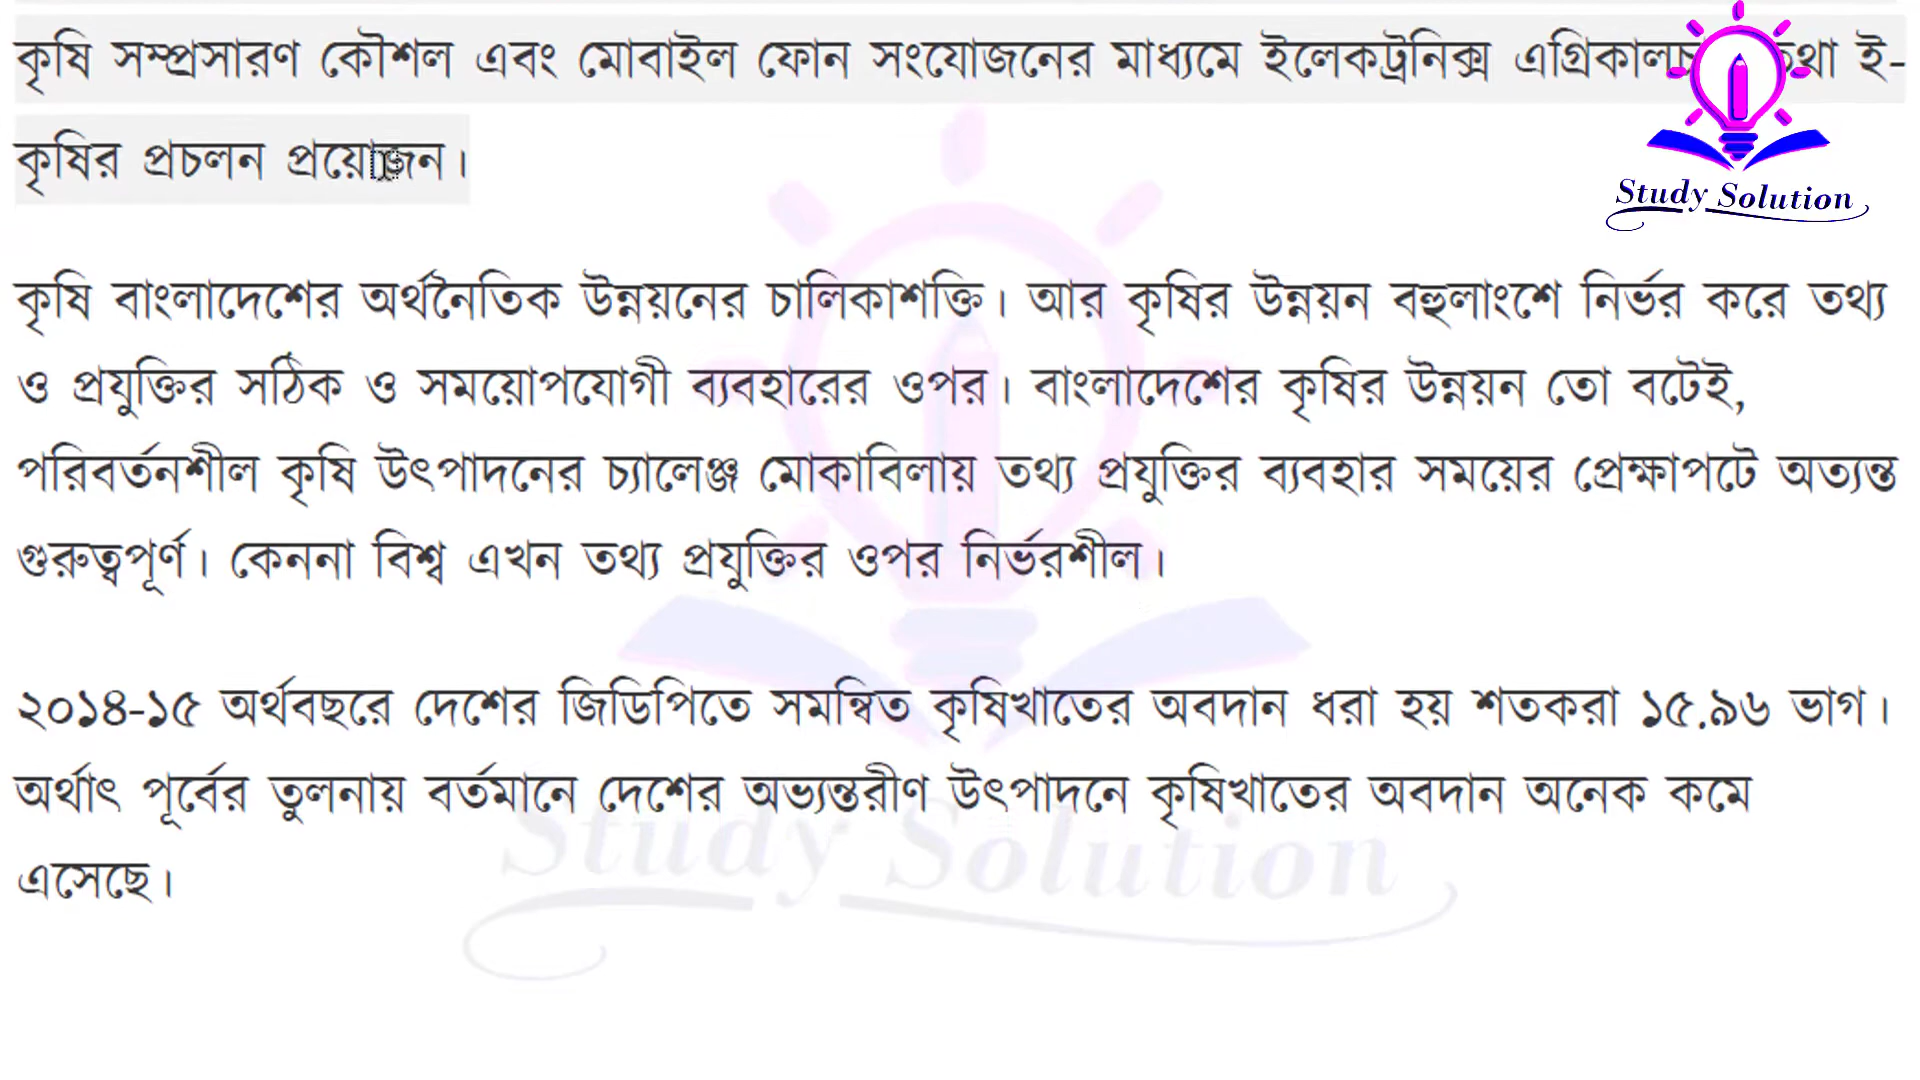 কৃষি সম্প্রসারণ কৌশল এবং মোবাইল ফোন সংযোজনের মাধ্যমে ইলেকট্রনিক্স ই-
কৃষির প্রচলন প্রয়োজন।
Study Solution
কৃষি বাংলাদেশের অর্থনৈতিক উন্নয়নের চালিকাশক্তি। আর কৃষির উন্নয়ন বহুলাংশে নির্ভর করে তথ্য
ও প্রযুক্তির সঠিক ও সময়োপযোগী ব্যবহারের ওপর। বাংলাদেশের কৃষির উন্নয়ন তো বটেই,
পরিবর্তনশীল কৃষি উৎপাদনের চ্যালেঞ্জ মোকাবিলায় তথ্য প্রযুক্তির ব্যবহার সময়ের প্রেক্ষাপটে অত্যন্ত
গুরুত্বপূর্ণ। কেননা বিশ্ব এখন তথ্য প্রযুক্তির ওপর নির্ভরশীল।
২০১৪-১৫ অর্থবছরে দেশের জিডিপিতে সমন্বিত কৃষিখাতের অবদান ধরা হয় শতকরা ১৫.৯৬ ভাগ।
অর্থাৎ পূর্বের তুলনায় বর্তমানে দেশের অভ্যন্তরীণ উৎপাদনে কৃষিখাতের অবদান অনেক কমে
এসেছে।
Study Solution